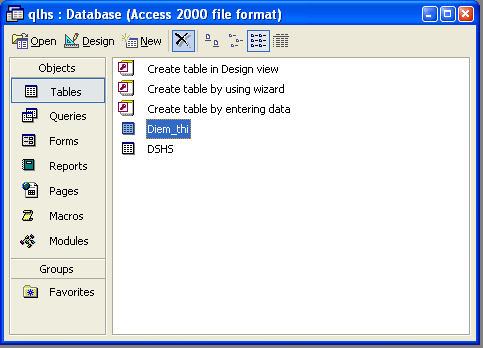 qlhs : Database (Access 2000 file format)
Open Design New
Objects
Tables
Queries
Forms
Reports
Pages
Macros
Modules
Groups
Favorites
Create table in Design view
Create table by using wizard
Create table by entering data
Diem_thi
DSHS